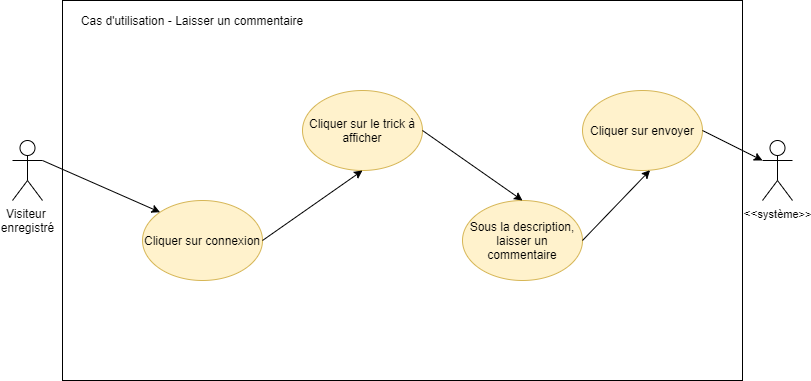 Cas d'utilisation - Laisser un commentaire
Visiteur
enregistré
Cliquer sur connexion
Cliquer sur le trick à
afficher
Sous la description,
laisser un
commentaire
Cliquer sur envoyer
<<système>>